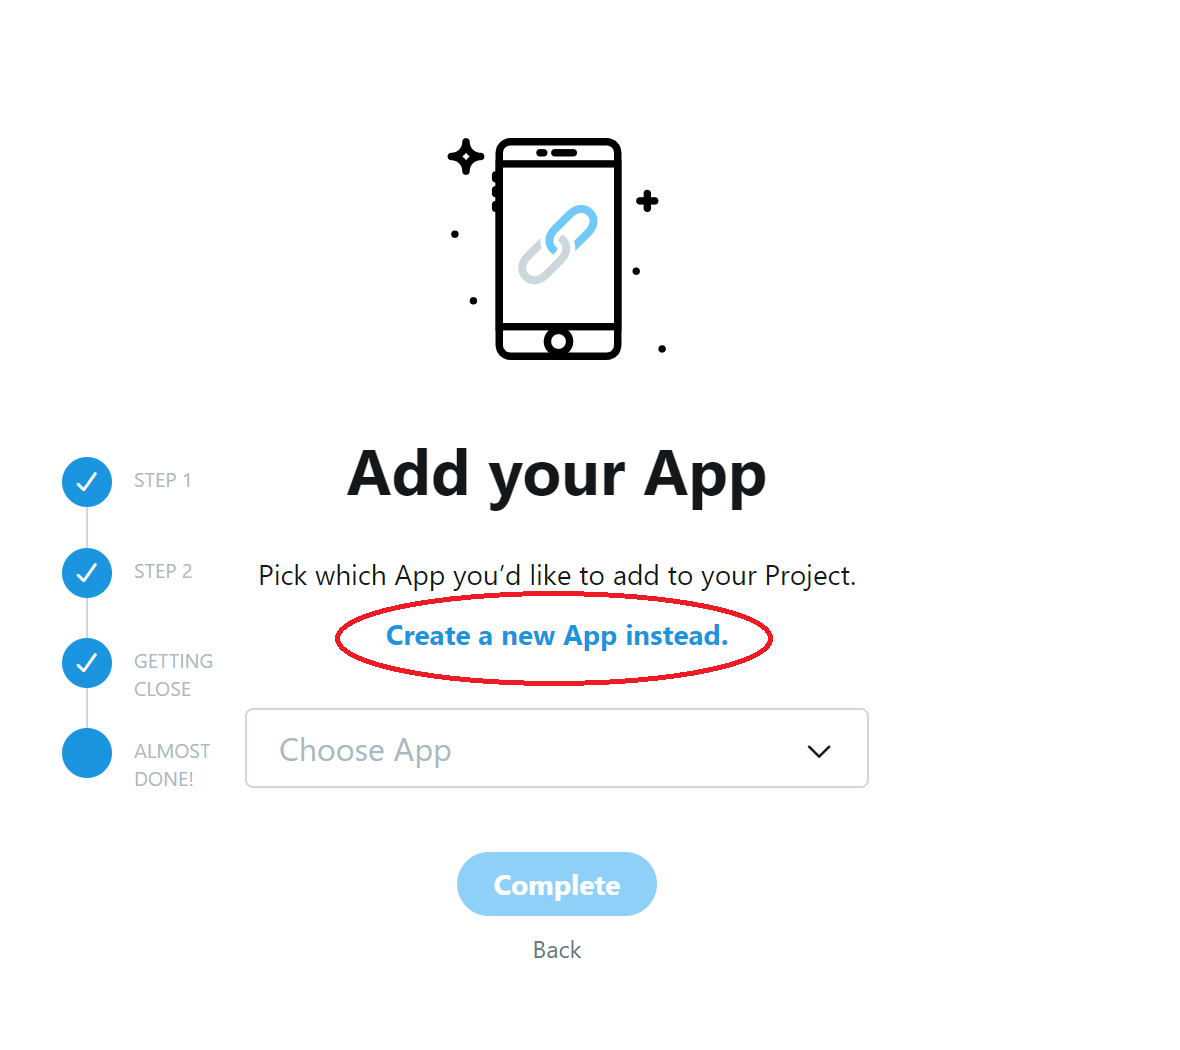 Add your App
STEP 1
STEP 2
Pick which App you’d like to add to your Project.
Create a new App instead.
GETTING
CLOSE
Choose App
ALMOST
DONE!
Complete
Back